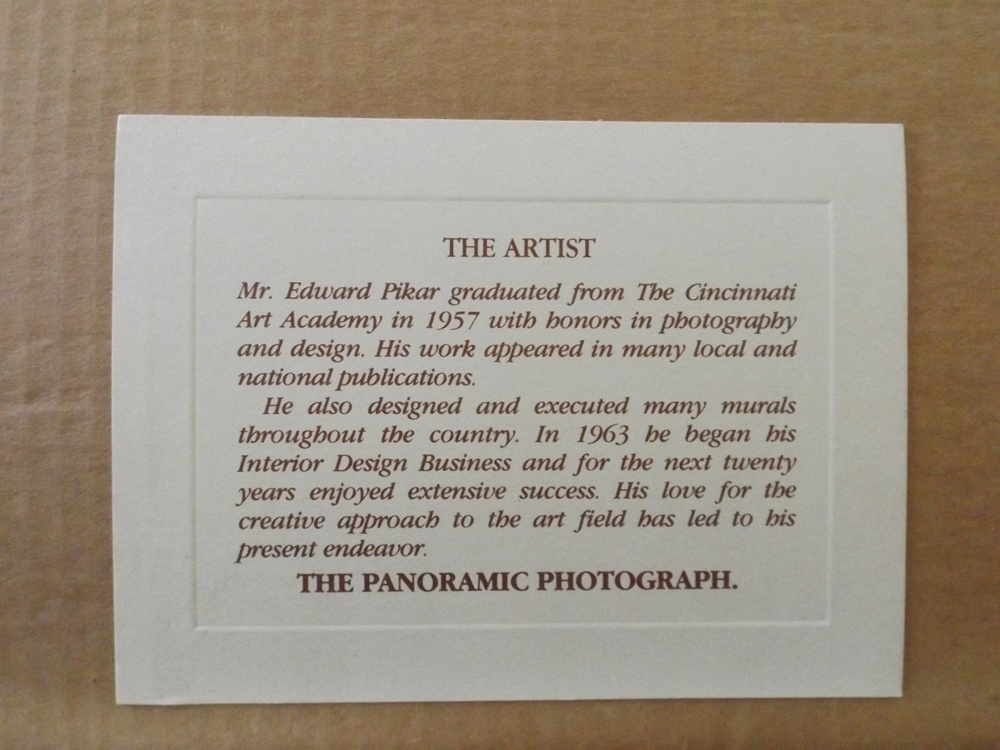 THE ARTIST
Mr. Edward Pikar graduated from The Cincinnati
Art Academy in 1957 with honors in photography
and design. His work appeared in many local and
national publications.
He also designed and executed many murals
throughout the country. In 1963 he began his
Interior Design Business and for the next twenty
years enjoyed extensive success. His love for the
creative approach to the art field has led to his
present endeavor.
THE PANORAMIC PHOTOGRAPH.